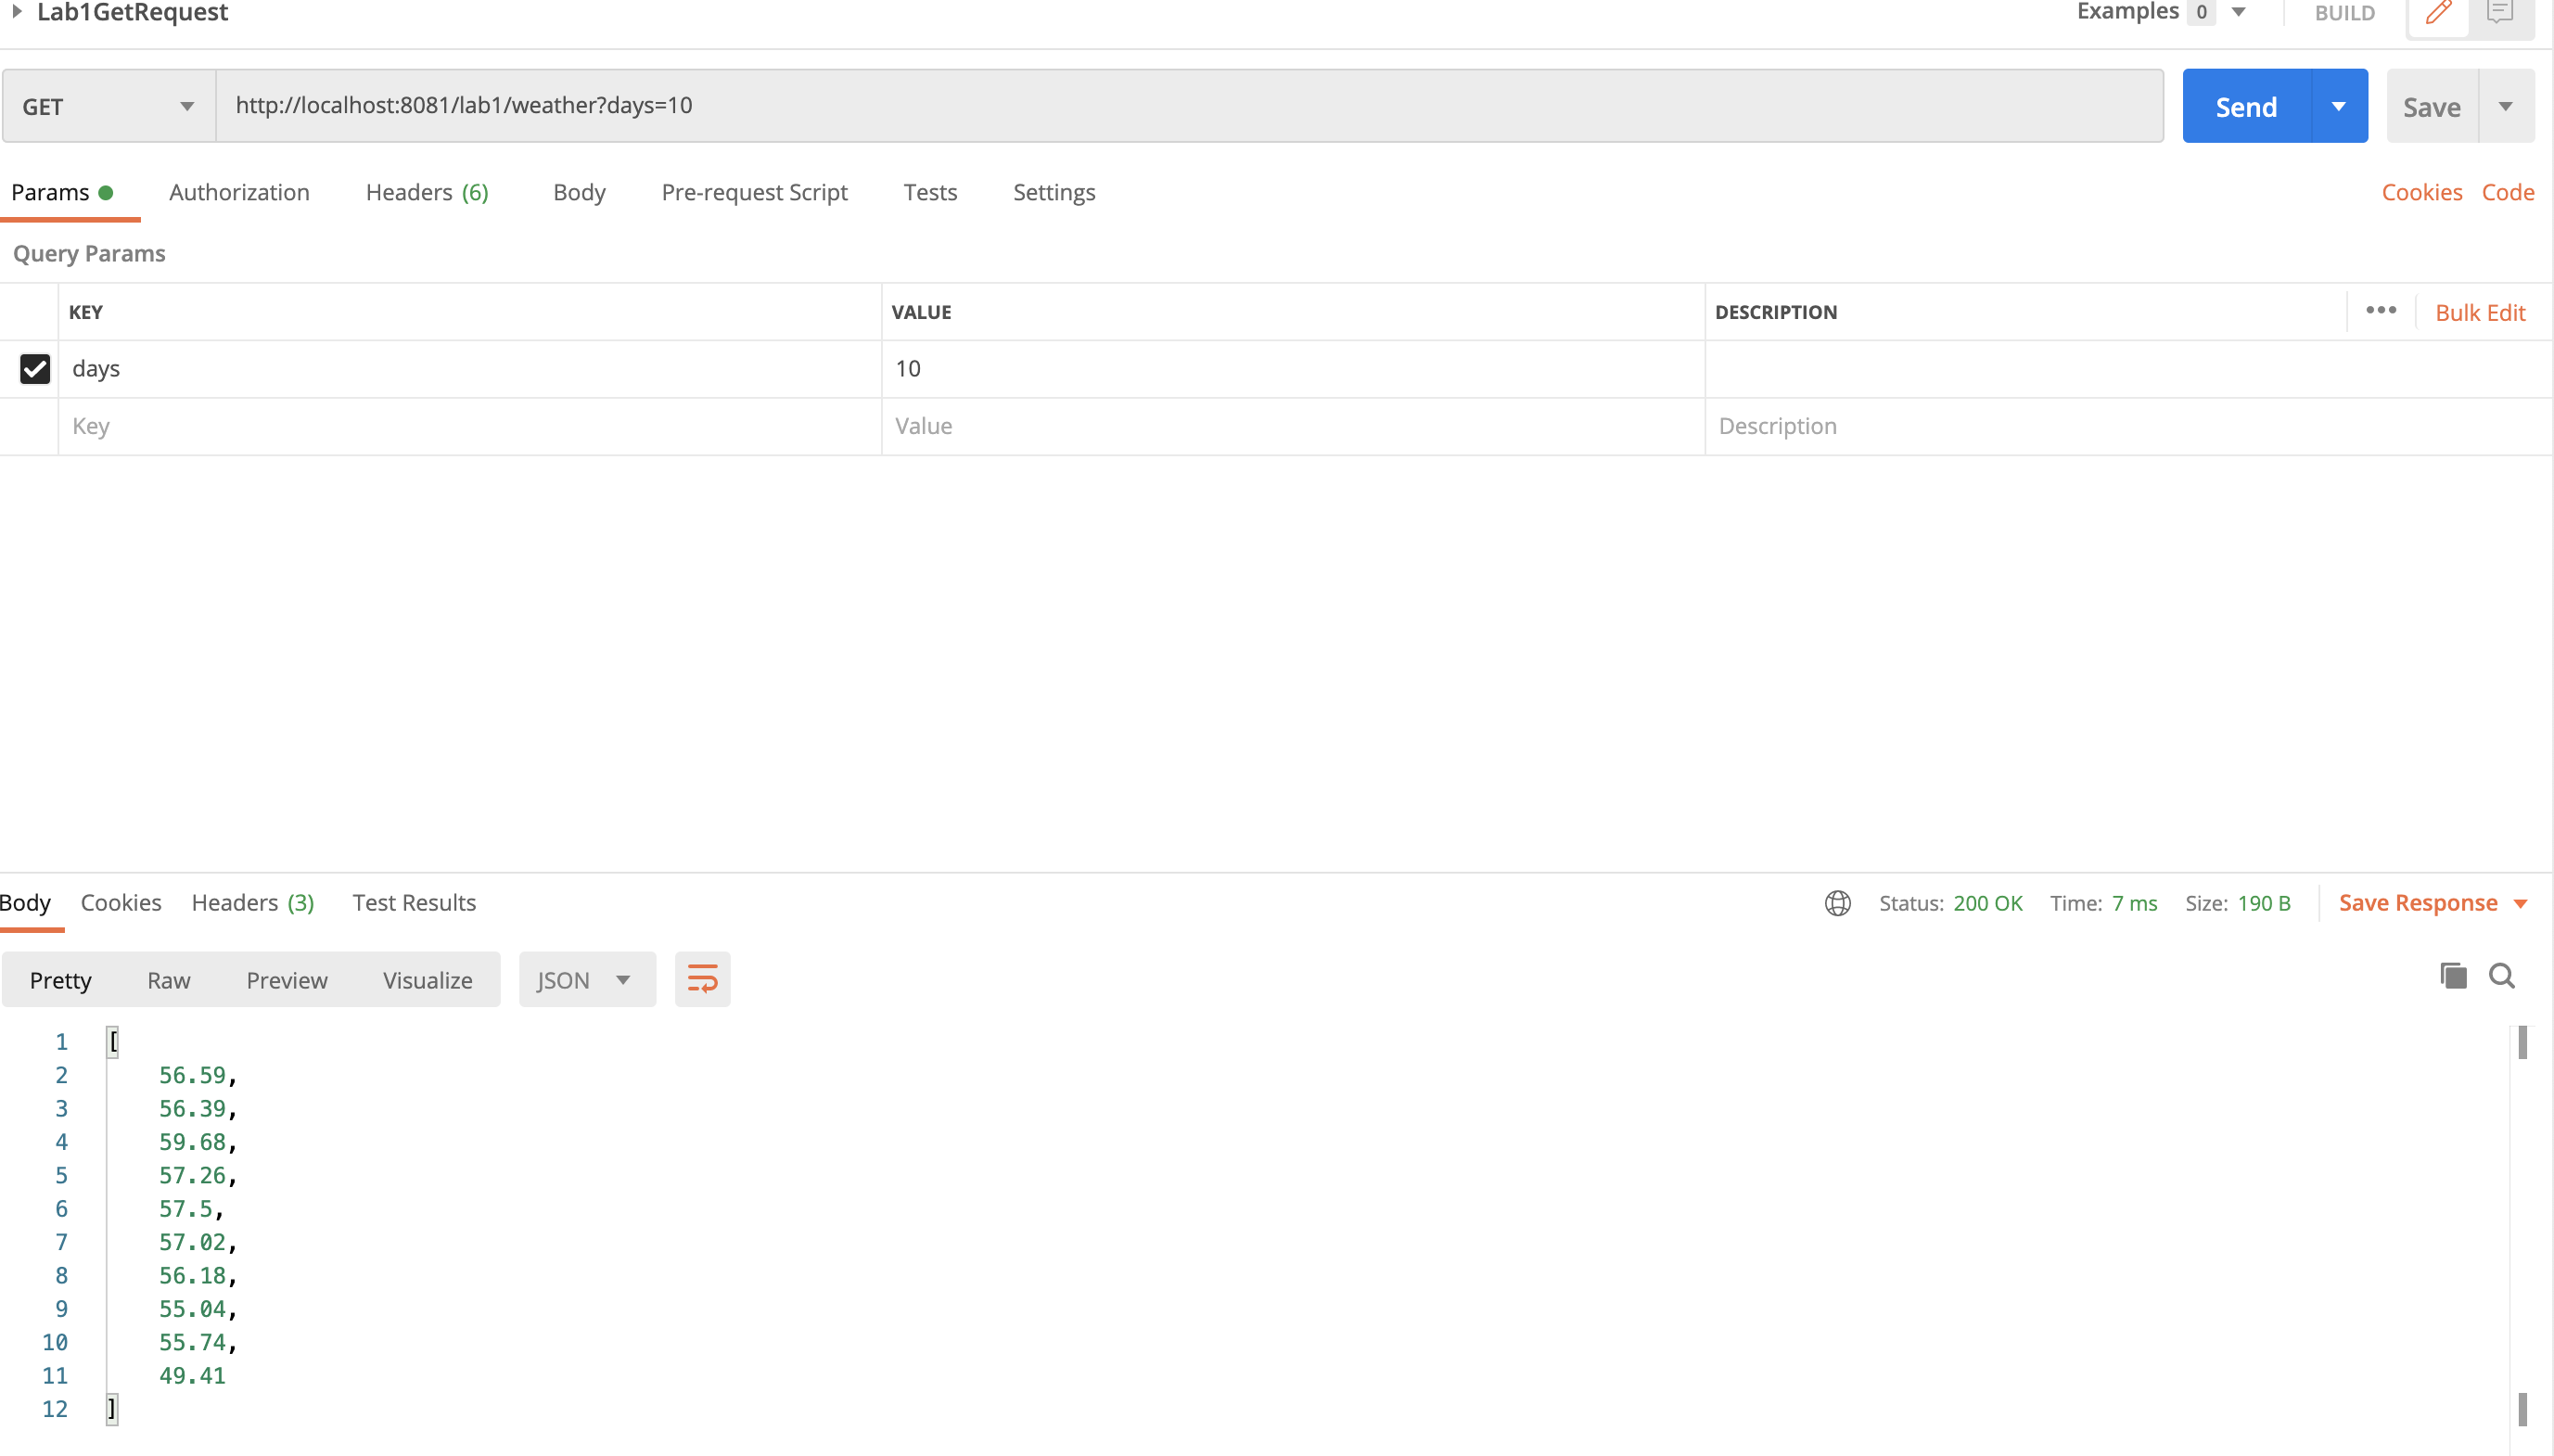 Lab1GetRequest Examples 0 BUILD
GET http://localhost:8081/lab1/weather?days=10 Send Save
Params Authorization Headers (6) Body Pre-request Script Tests Settings Cookies Code
Query Params
KEY VALUE DESCRIPTION ••• Bulk Edit
days 10
Key Value Description
Body Cookies Headers (3) Test Results Status: 200 OK Time: 7 ms Size: 190 B Save Response
Pretty Raw Preview Visualize JSON
1 [
2 56.59,
3 56.39,
4 59.68,
5 57.26,
6 57.5,
7 57.02,
8 56.18,
9 55.04,
10 55.74,
11 49.41
12 ]